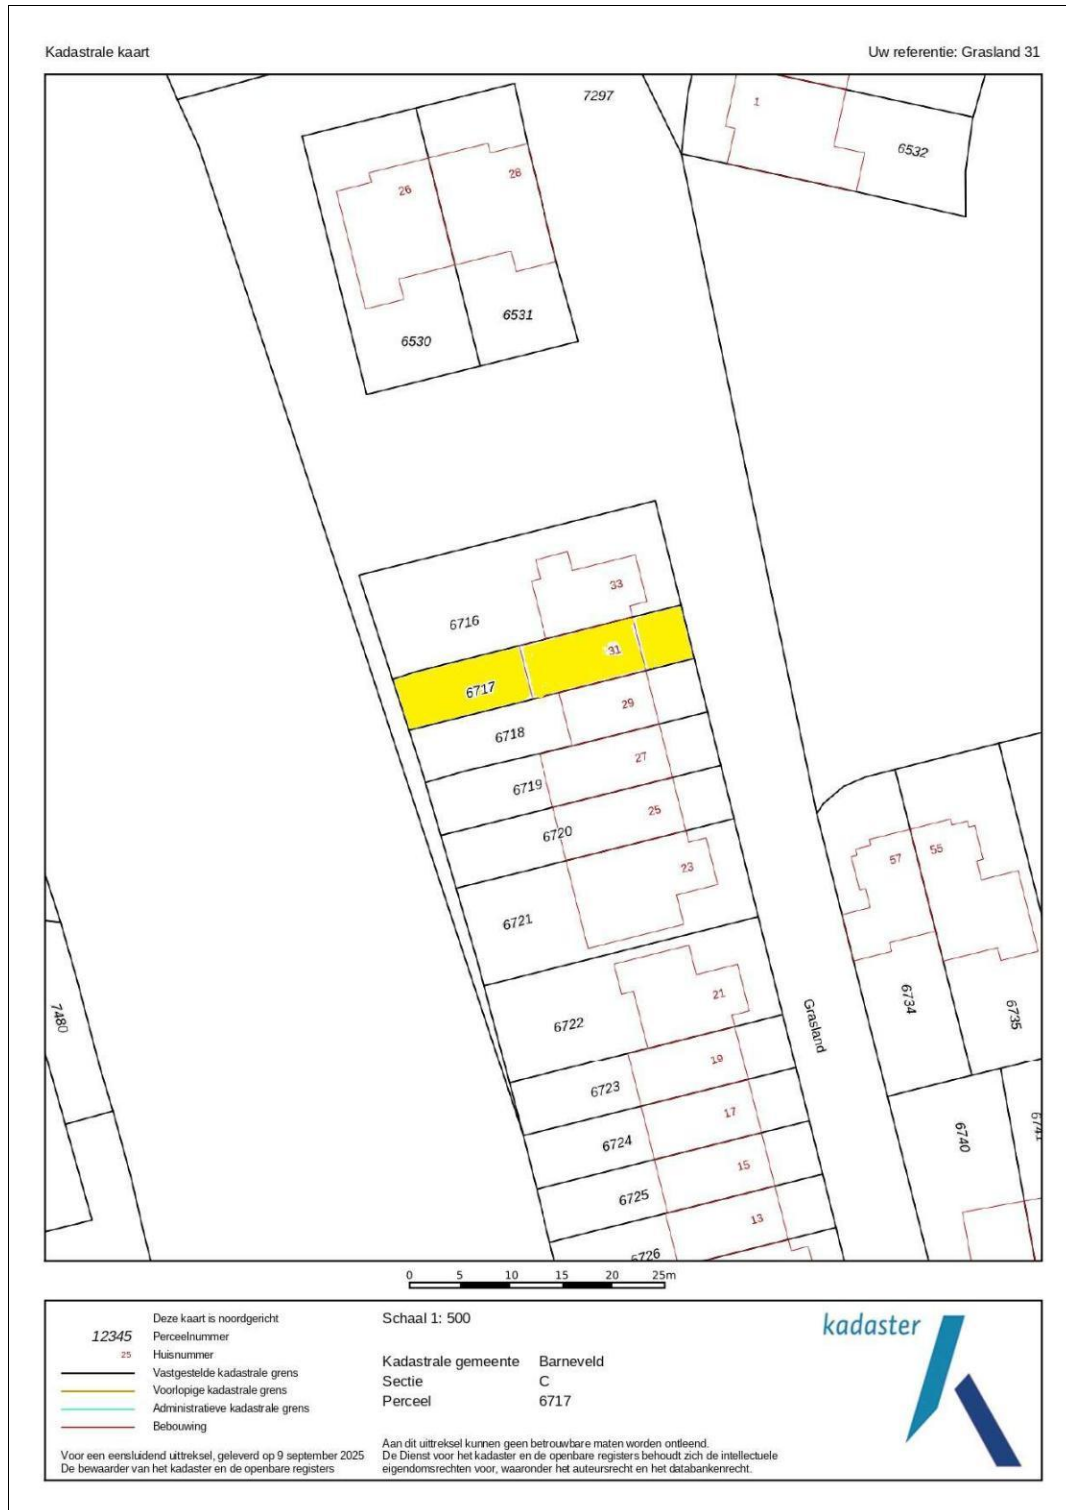 Kadastrale kaart
Uw referentie: Grasland 31
7297
1
6532
26
28
6531
6530
33
6716
31
6717
29
6718
27
6719
25
6720
23
6721
57
55
21
6722
7480
6734
6735
Grasland
19
6723
17
6724
6740
6741
15
6725
13
6726
0 5 10 15 20 25m
Deze kaart is noordgericht
12345 Perceelnummer
25 Huisnummer
Vastgestelde kadastrale grens
Voorlopige kadastrale grens
Administratieve kadastrale grens
Bebouwing
Voor een eensluidend uittreksel, geleverd op 9 september 2025
De bewaarder van het kadaster en de openbare registers
Schaal 1: 500
Kadastrale gemeente Barneveld
Sectie C
Perceel 6717
Aan dit uittreksel kunnen geen betrouwbare maten worden ontleend.
De Dienst voor het kadaster en de openbare registers behoudt zich de intellectuele
eigendomsrechten voor, waaronder het auteursrecht en het databankenrecht.
kadaster